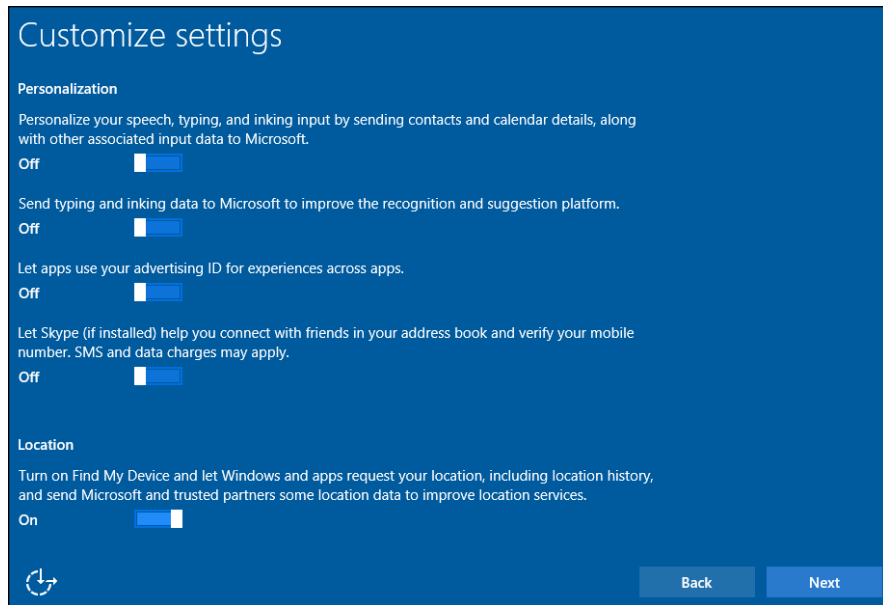 Customize settings
Personalization
Personalize your speech, typing, and inking input by sending contacts and calendar details, along
with other associated input data to Microsoft.
Off
Send typing and inking data to Microsoft to improve the recognition and suggestion platform.
Off
Let apps use your advertising ID for experiences across apps.
Off
Let Skype (if installed) help you connect with friends in your address book and verify your mobile
number. SMS and data charges may apply.
Off
Location
Turn on Find My Device and let Windows and apps request your location, including location history,
and send Microsoft and trusted partners some location data to improve location services.
On
Back
Next